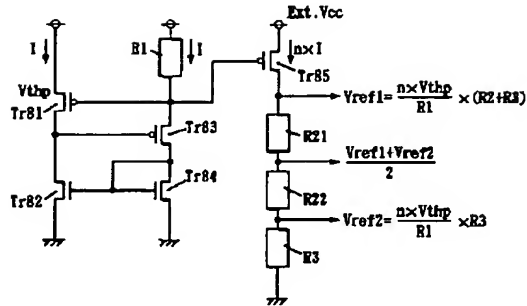 Ext.Vcc
I
R1
I
n×I
Vthp
Tr81
Tr85
Vref1= n×Vthp / R1 ×(R2+R3)
Tr83
R21
Vref1+Vref2 / 2
Tr82
Tr84
R22
Vref2= n×Vthp / R1 ×R3
R3